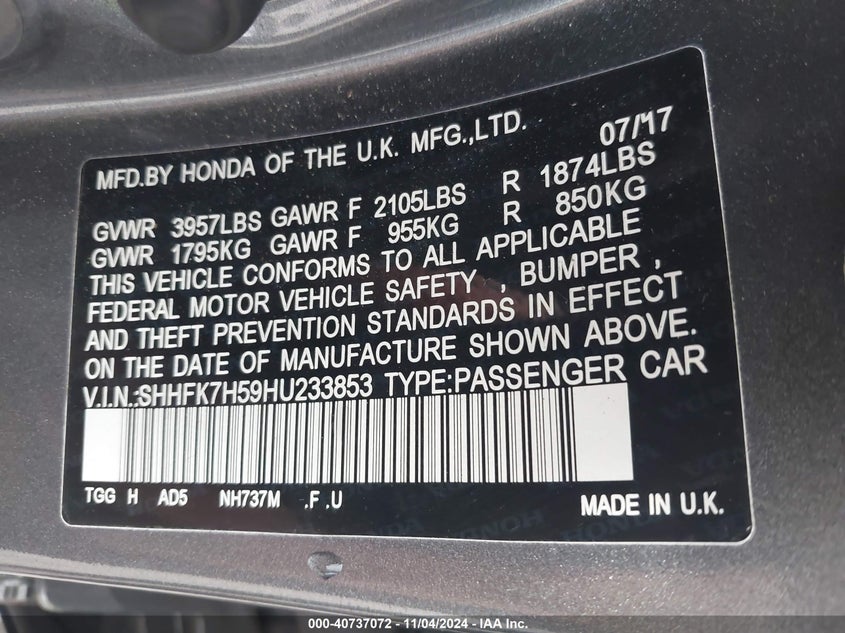 MFD.BY HONDA OF THE U.K. MFG.,LTD. 07/17
GVWR 3957LBS GAWR F 2105LBS R 1874LBS
GVWR 1795KG GAWR F 955KG R 850KG
THIS VEHICLE CONFORMS TO ALL APPLICABLE
FEDERAL MOTOR VEHICLE SAFETY , BUMPER ,
AND THEFT PREVENTION STANDARDS IN EFFECT
ON THE DATE OF MANUFACTURE SHOWN ABOVE.
V.I.N.:SHHFK7H59HU233853 TYPE:PASSENGER CAR
TGG H AD5 NH737M .F .U MADE IN U.K.
HONDA
000-40737072 - 11/04/2024 - IAA Inc.